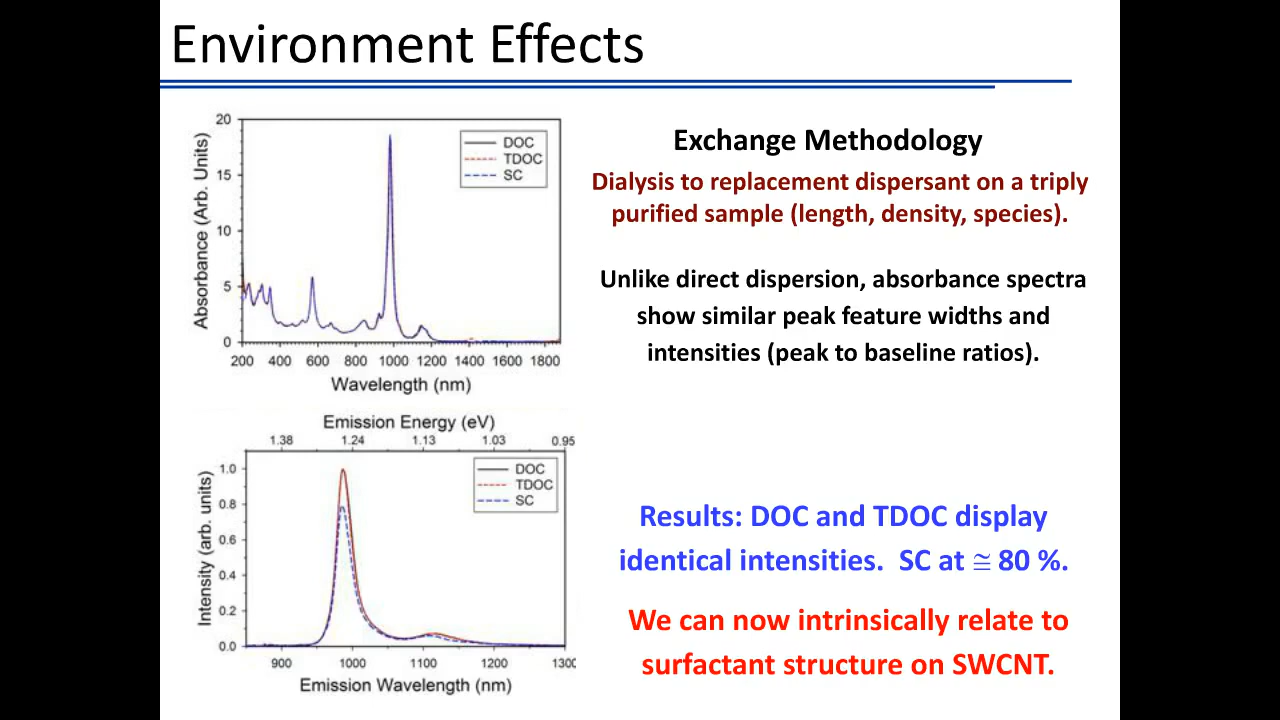 Environment Effects
20
15
10
5
0
Absorbance (Arb. Units)
DOC
TDOC
SC
200 400 600 800 1000 1200 1400 1600 1800
Wavelength (nm)
Exchange Methodology
Dialysis to replacement dispersant on a triply
purified sample (length, density, species).
Unlike direct dispersion, absorbance spectra
show similar peak feature widths and
intensities (peak to baseline ratios).
Emission Energy (eV)
1.38 1.24 1.13 1.03 0.95
1.0
0.8
0.6
0.4
0.2
0.0
Intensity (arb. units)
DOC
TDOC
SC
900 1000 1100 1200 1300
Emission Wavelength (nm)
Results: DOC and TDOC display
identical intensities. SC at ≅ 80 %.
We can now intrinsically relate to
surfactant structure on SWCNT.